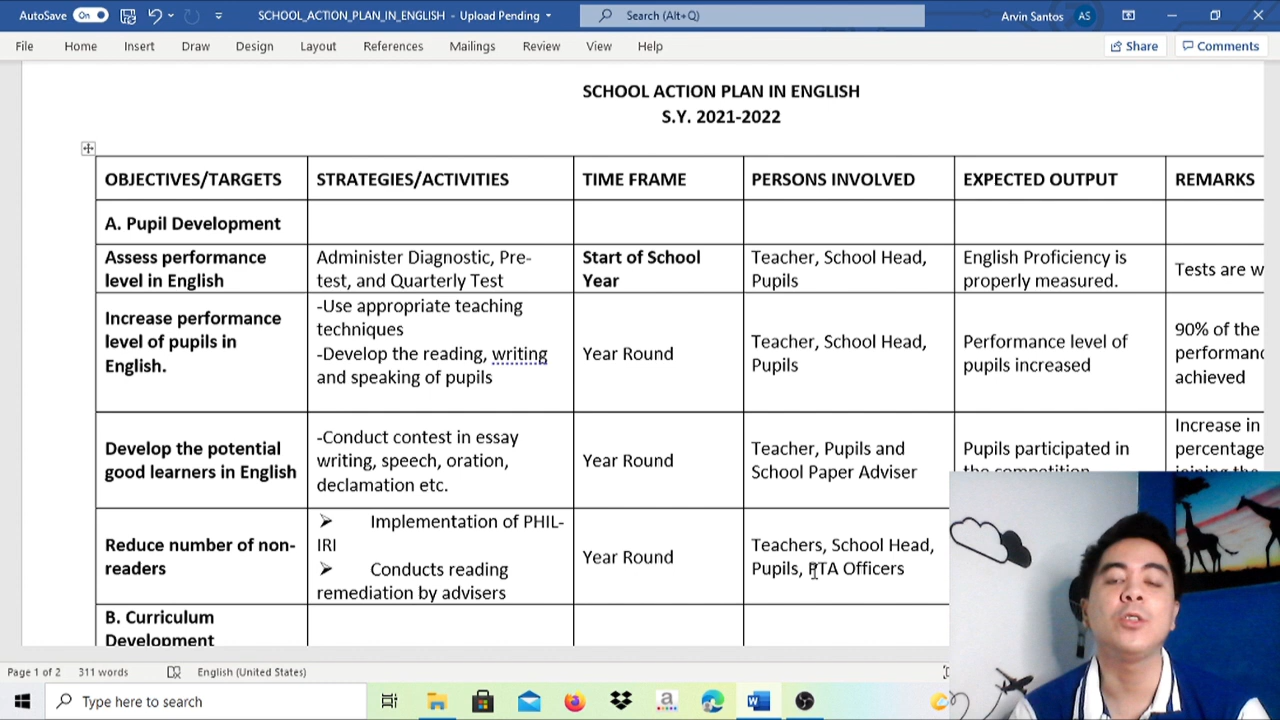 AutoSave On SCHOOL_ACTION_PLAN_IN_ENGLISH - Upload Pending Search (Alt+Q) Arvin Santos AS
File Home Insert Draw Design Layout References Mailings Review View Help Share Comments
SCHOOL ACTION PLAN IN ENGLISH
S.Y. 2021-2022
OBJECTIVES/TARGETS STRATEGIES/ACTIVITIES TIME FRAME PERSONS INVOLVED EXPECTED OUTPUT REMARKS
A. Pupil Development
Assess performance
level in English
Administer Diagnostic, Pre-
test, and Quarterly Test
Start of School
Year
Teacher, School Head,
Pupils
English Proficiency is
properly measured.
Tests are w
Increase performance
level of pupils in
English.
-Use appropriate teaching
techniques
-Develop the reading, writing
and speaking of pupils
Year Round
Teacher, School Head,
Pupils
Performance level of
pupils increased
90% of the
performanc
achieved
Develop the potential
good learners in English
-Conduct contest in essay
writing, speech, oration,
declamation etc.
Year Round
Teacher, Pupils and
School Paper Adviser
Pupils participated in
the competition
Increase in
percentage
joining the
Reduce number of non-
readers
➢ Implementation of PHIL-
IRI
➢ Conducts reading
remediation by advisers
Year Round
Teachers, School Head,
Pupils, PTA Officers
B. Curriculum
Development
Page 1 of 2 311 words English (United States)
Type here to search